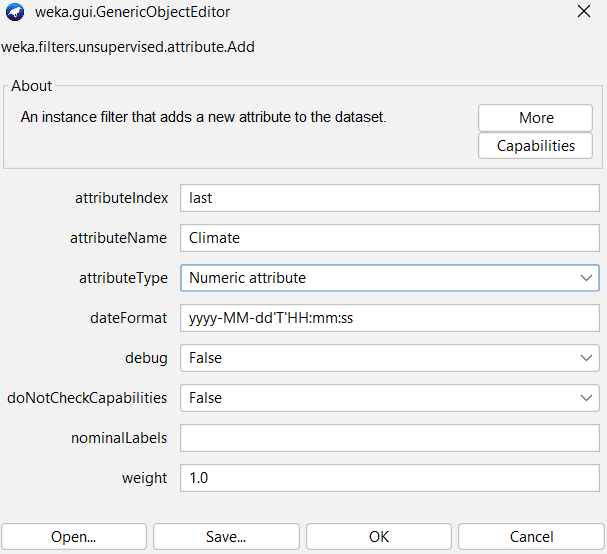 weka.gui.GenericObjectEditor
weka.filters.unsupervised.attribute.Add
About
An instance filter that adds a new attribute to the dataset.
More
Capabilities
attributeIndex last
attributeName Climate
attributeType Numeric attribute
dateFormat yyyy-MM-dd'T'HH:mm:ss
debug False
doNotCheckCapabilities False
nominalLabels
weight 1.0
Open... Save... OK Cancel